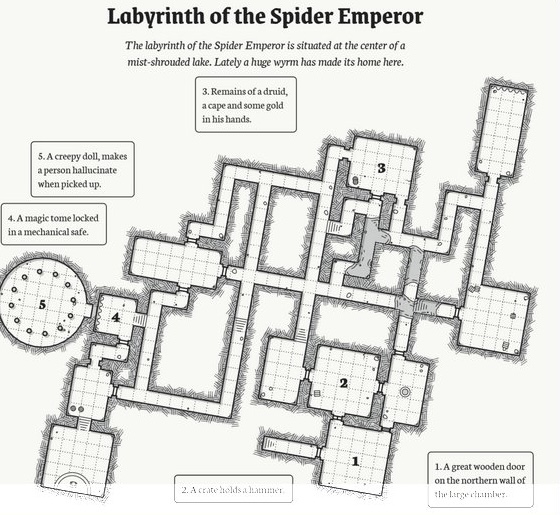 Labyrinth of the Spider Emperor
The labyrinth of the Spider Emperor is situated at the center of a
mist-shrouded lake. Lately a huge wyrm has made its home here.
3. Remains of a druid,
a cape and some gold
in his hands.
5. A creepy doll, makes
a person hallucinate
when picked up.
4. A magic tome locked
in a mechanical safe.
3
5
4
2
1
1. A great wooden door
on the northern wall of
the large chamber.
2. A crate holds a hammer.